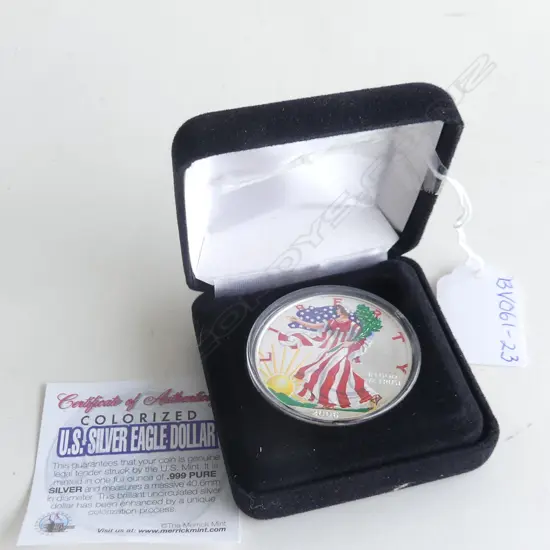 LIBERTY
IN GOD
WE TRUST
BV061-23
Certificate of Authenticity
COLORIZED
U.S. SILVER EAGLE DOLLAR
This guarantees that your coin is genuine
legal tender struck by the U.S. Mint. It is
minted in one full ounce of .999 PURE
SILVER and measures a massive 40.6mm
in diameter. This brilliant uncirculated silver
dollar has been enhanced by a unique
colorization process.
©The Merrick Mint
Visit us at: www.merrickmint.com